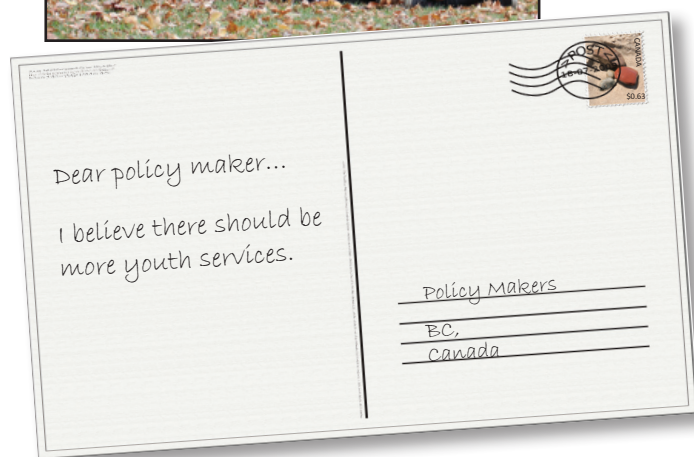 Dear policy maker...
I believe there should be
more youth services.
POST
CANADA
$0.63
Policy Makers
BC,
Canada